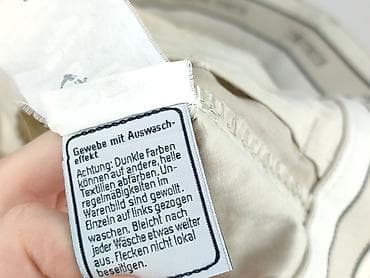 Gewebe mit Auswasch-
effekt
Achtung: Dunkle Farben
können auf andere, helle
Textilien abfärben. Un-
regelmäßigkeiten im
Warenbild sind gewollt.
Einzeln auf links gezogen
waschen. Bleicht nach
jeder Wäsche etwas weiter
aus. Flecken nicht lokal
beseitigen.